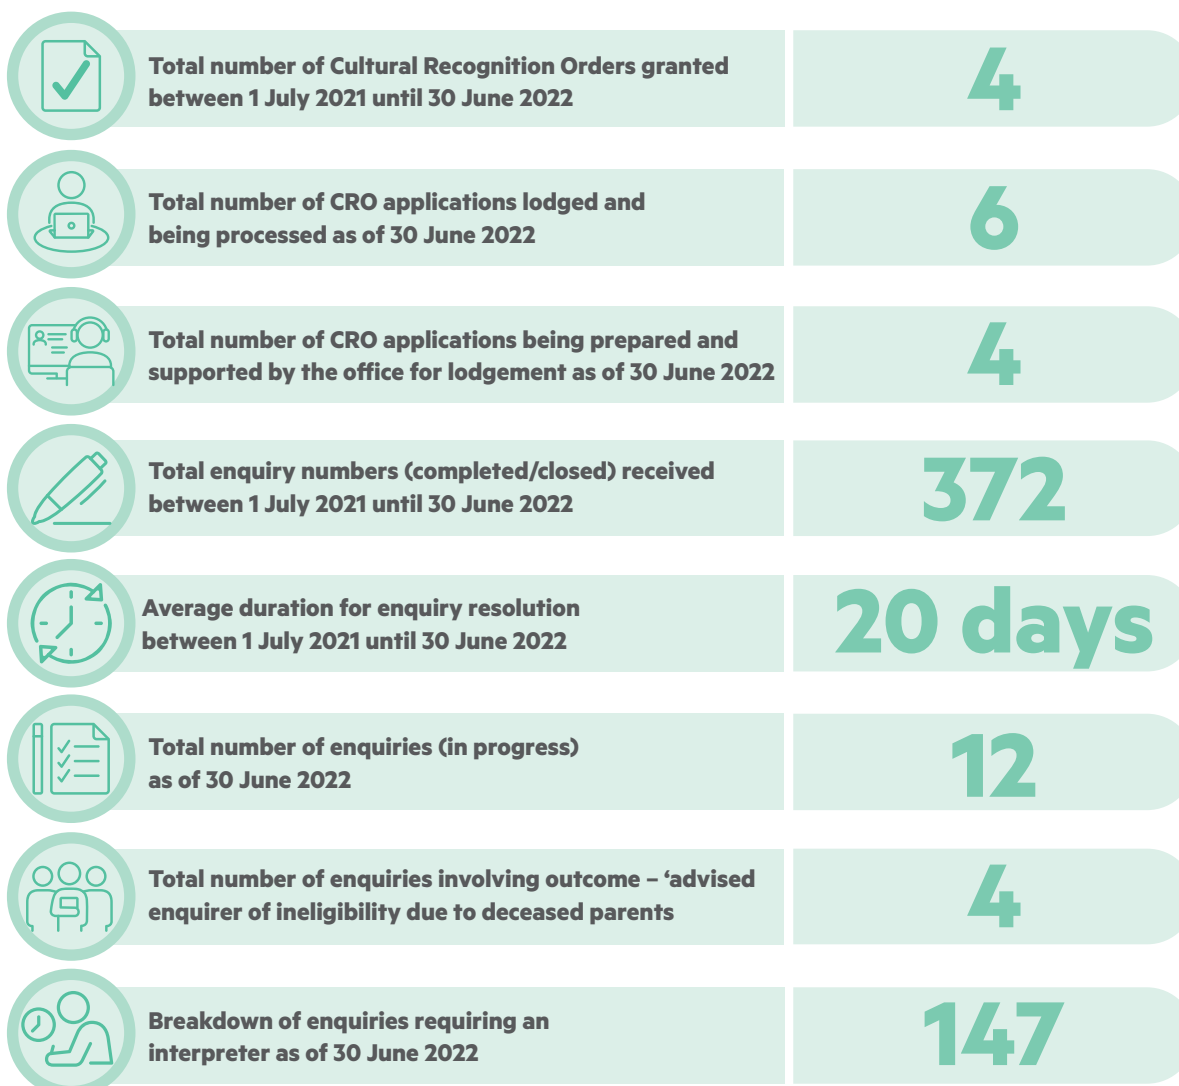 Total number of Cultural Recognition Orders granted
between 1 July 2021 until 30 June 2022
4
Total number of CRO applications lodged and
being processed as of 30 June 2022
6
Total number of CRO applications being prepared and
supported by the office for lodgement as of 30 June 2022
4
Total enquiry numbers (completed/closed) received
between 1 July 2021 until 30 June 2022
372
Average duration for enquiry resolution
between 1 July 2021 until 30 June 2022
20 days
Total number of enquiries (in progress)
as of 30 June 2022
12
Total number of enquiries involving outcome – ‘advised
enquirer of ineligibility due to deceased parents
4
Breakdown of enquiries requiring an
interpreter as of 30 June 2022
147